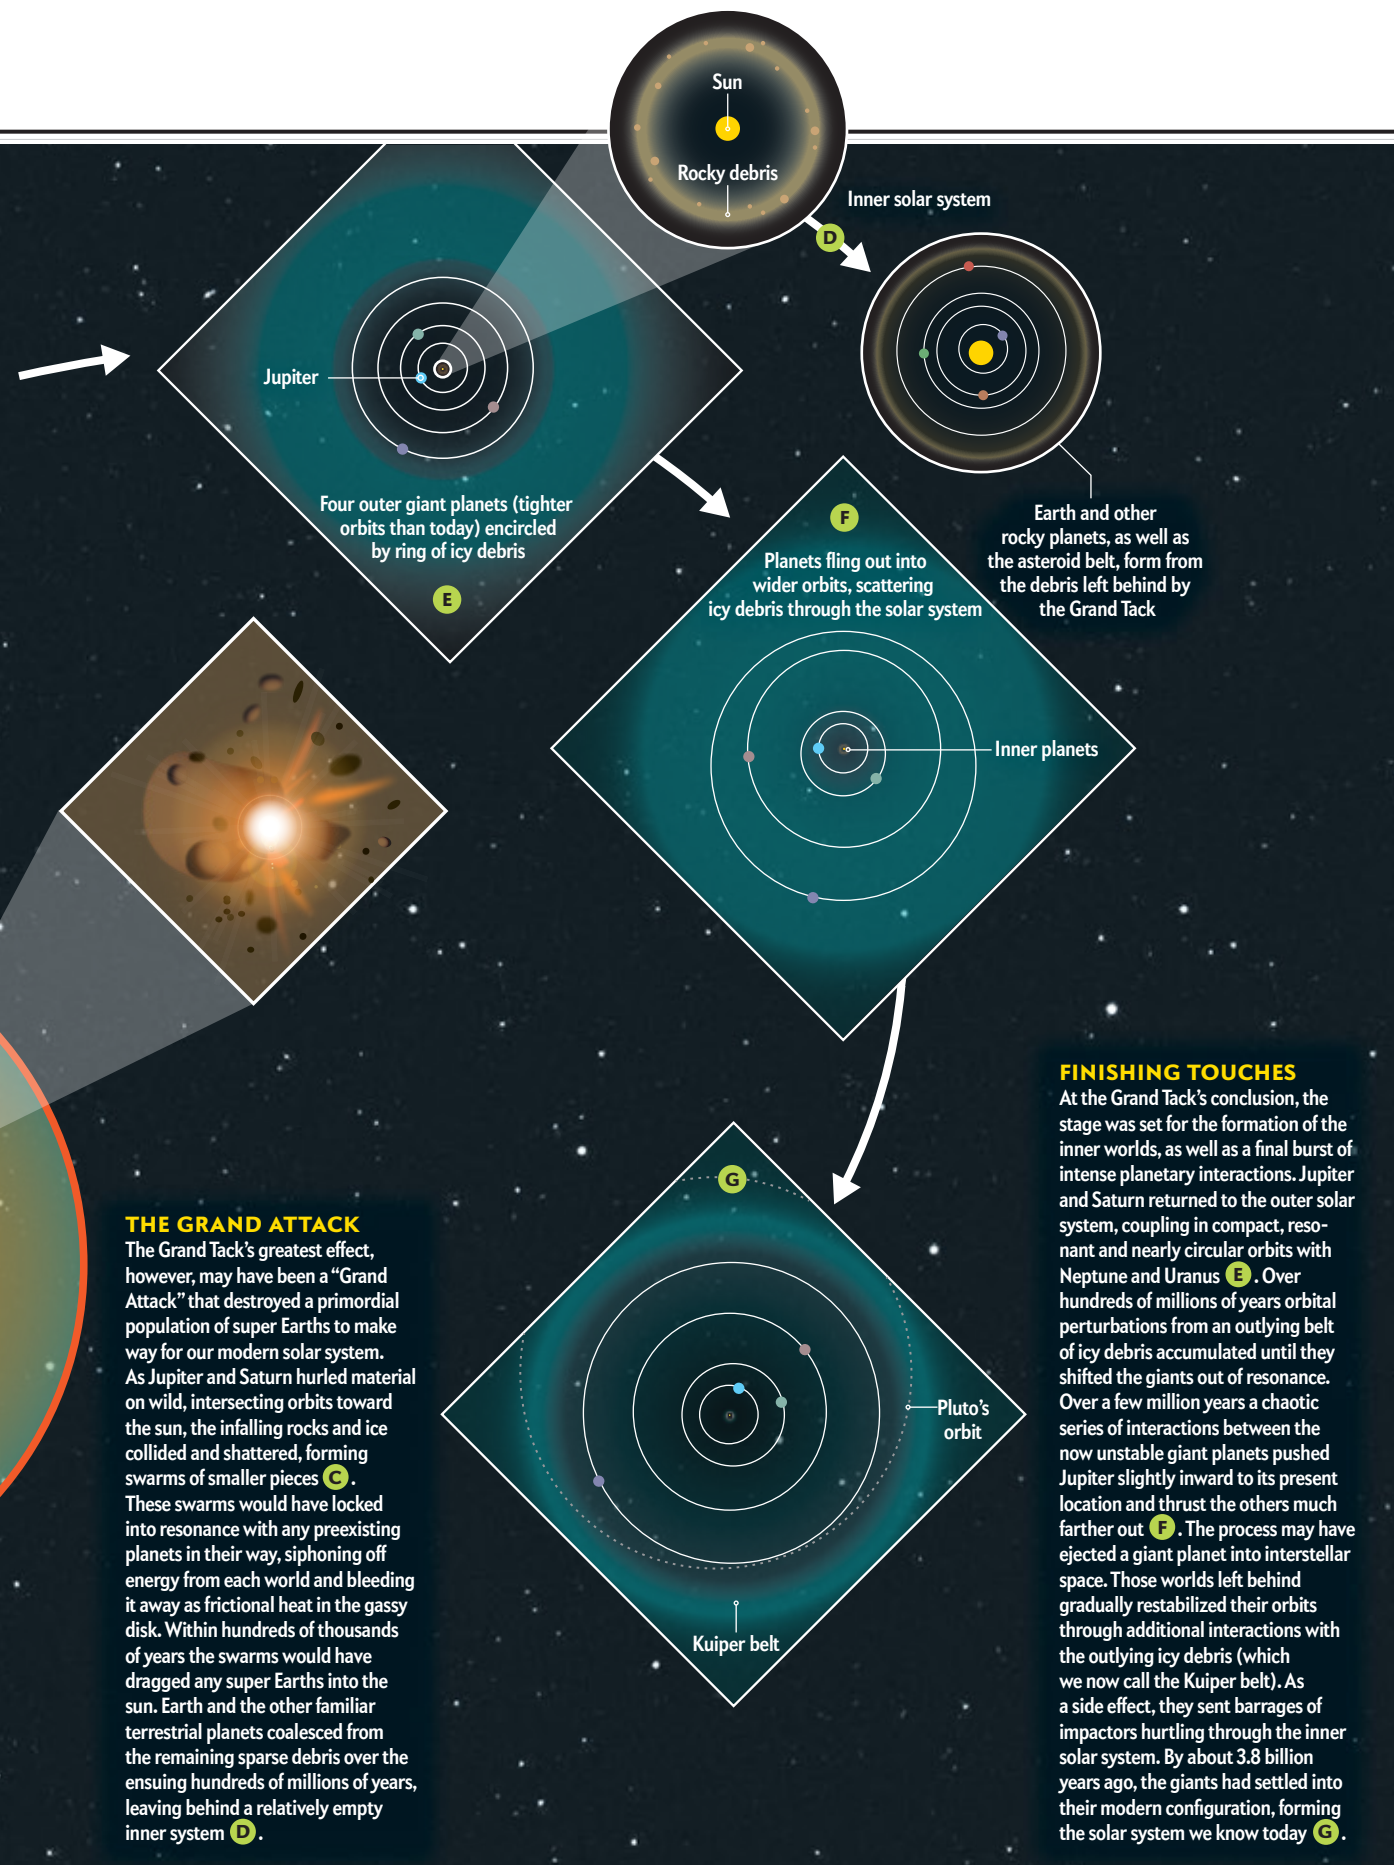 Sun
Rocky debris
Inner solar system
D
Jupiter
Four outer giant planets (tighter
orbits than today) encircled
by ring of icy debris
E
F
Planets fling out into
wider orbits, scattering
icy debris through the solar system
Earth and other
rocky planets, as well as
the asteroid belt, form from
the debris left behind by
the Grand Tack
Inner planets
G
Pluto’s
orbit
Kuiper belt
THE GRAND ATTACK
The Grand Tack’s greatest effect,
however, may have been a “Grand
Attack” that destroyed a primordial
population of super Earths to make
way for our modern solar system.
As Jupiter and Saturn hurled material
on wild, intersecting orbits toward
the sun, the infalling rocks and ice
collided and shattered, forming
swarms of smaller pieces C.
These swarms would have locked
into resonance with any preexisting
planets in their way, siphoning off
energy from each world and bleeding
it away as frictional heat in the gassy
disk. Within hundreds of thousands
of years the swarms would have
dragged any super Earths into the
sun. Earth and the other familiar
terrestrial planets coalesced from
the remaining sparse debris over the
ensuing hundreds of millions of years,
leaving behind a relatively empty
inner system D.
FINISHING TOUCHES
At the Grand Tack’s conclusion, the
stage was set for the formation of the
inner worlds, as well as a final burst of
intense planetary interactions. Jupiter
and Saturn returned to the outer solar
system, coupling in compact, reso-
nant and nearly circular orbits with
Neptune and Uranus E. Over
hundreds of millions of years orbital
perturbations from an outlying belt
of icy debris accumulated until they
shifted the giants out of resonance.
Over a few million years a chaotic
series of interactions between the
now unstable giant planets pushed
Jupiter slightly inward to its present
location and thrust the others much
farther out F. The process may have
ejected a giant planet into interstellar
space. Those worlds left behind
gradually restabilized their orbits
through additional interactions with
the outlying icy debris (which
we now call the Kuiper belt). As
a side effect, they sent barrages of
impactors hurtling through the inner
solar system. By about 3.8 billion
years ago, the giants had settled into
their modern configuration, forming
the solar system we know today G.